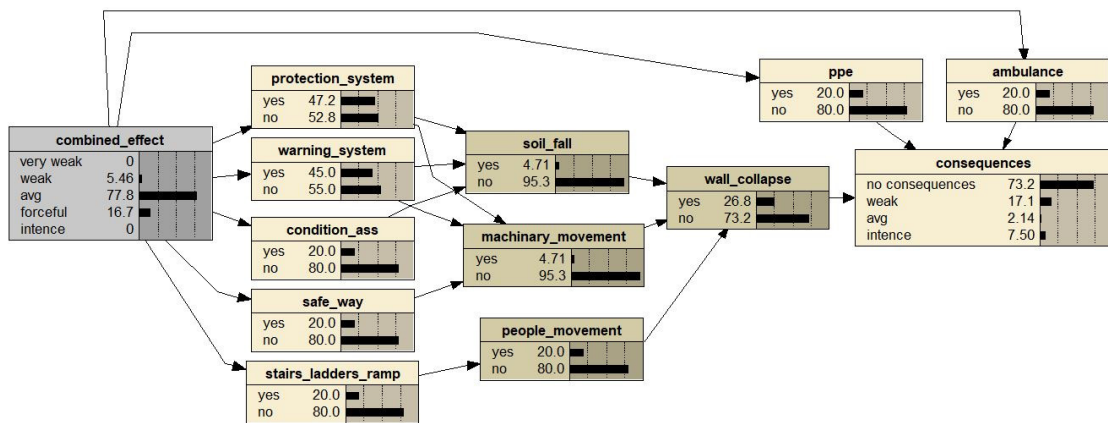 protection_system
yes 47.2
no 52.8
ppe
yes 20.0
no 80.0
ambulance
yes 20.0
no 80.0
combined_effect
very weak 0
weak 5.46
avg 77.8
forceful 16.7
intence 0
warning_system
yes 45.0
no 55.0
soil_fall
yes 4.71
no 95.3
consequences
no consequences 73.2
weak 17.1
avg 2.14
intence 7.50
wall_collapse
yes 26.8
no 73.2
condition_ass
yes 20.0
no 80.0
machinary_movement
yes 4.71
no 95.3
safe_way
yes 20.0
no 80.0
people_movement
yes 20.0
no 80.0
stairs_ladders_ramp
yes 20.0
no 80.0